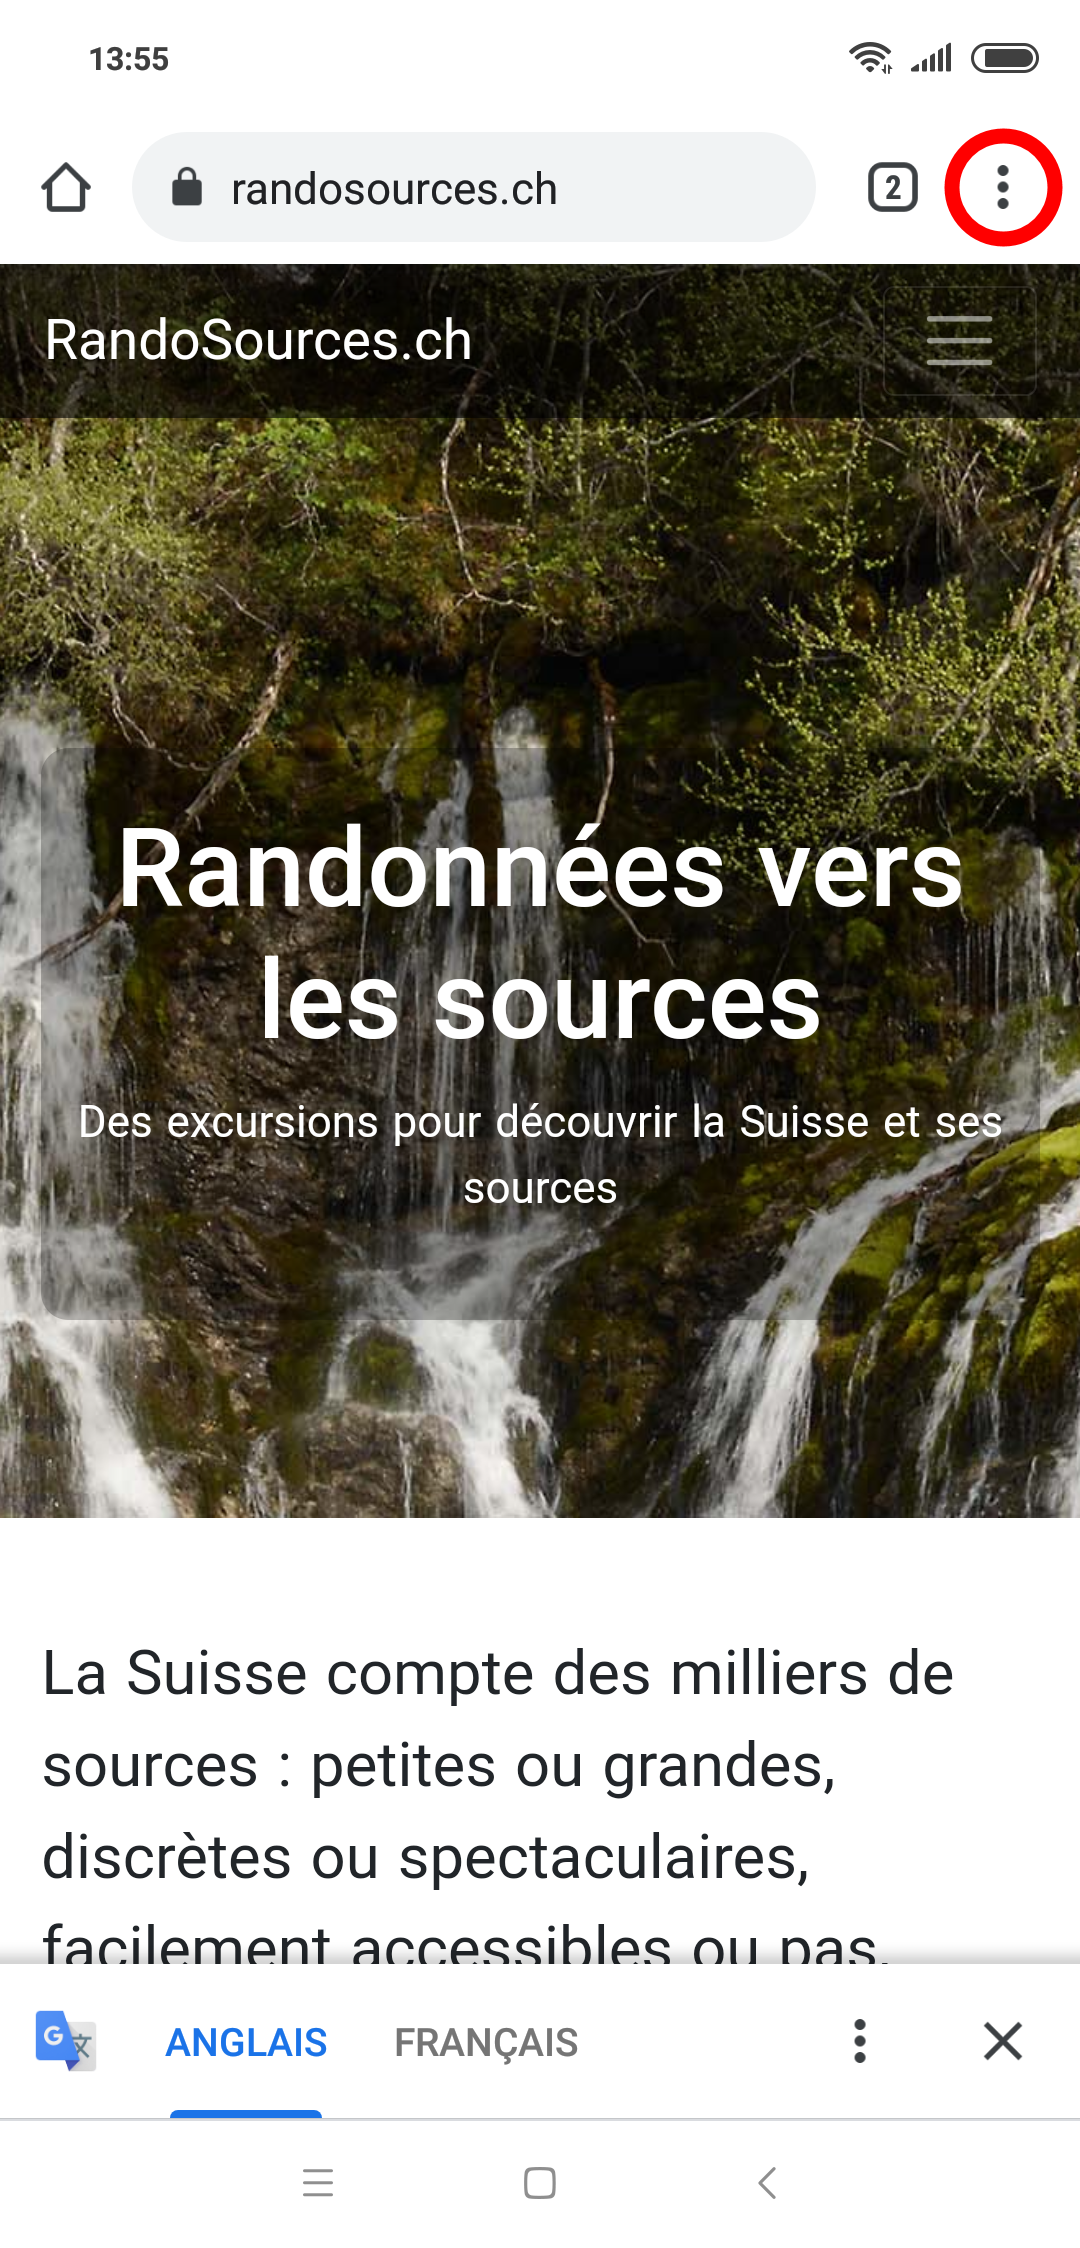 13:55
randosources.ch
2
RandoSources.ch
Randonnées vers
les sources
Des excursions pour découvrir la Suisse et ses
sources
La Suisse compte des milliers de
sources : petites ou grandes,
discrètes ou spectaculaires,
facilement accessibles ou pas.
G 文
ANGLAIS FRANÇAIS